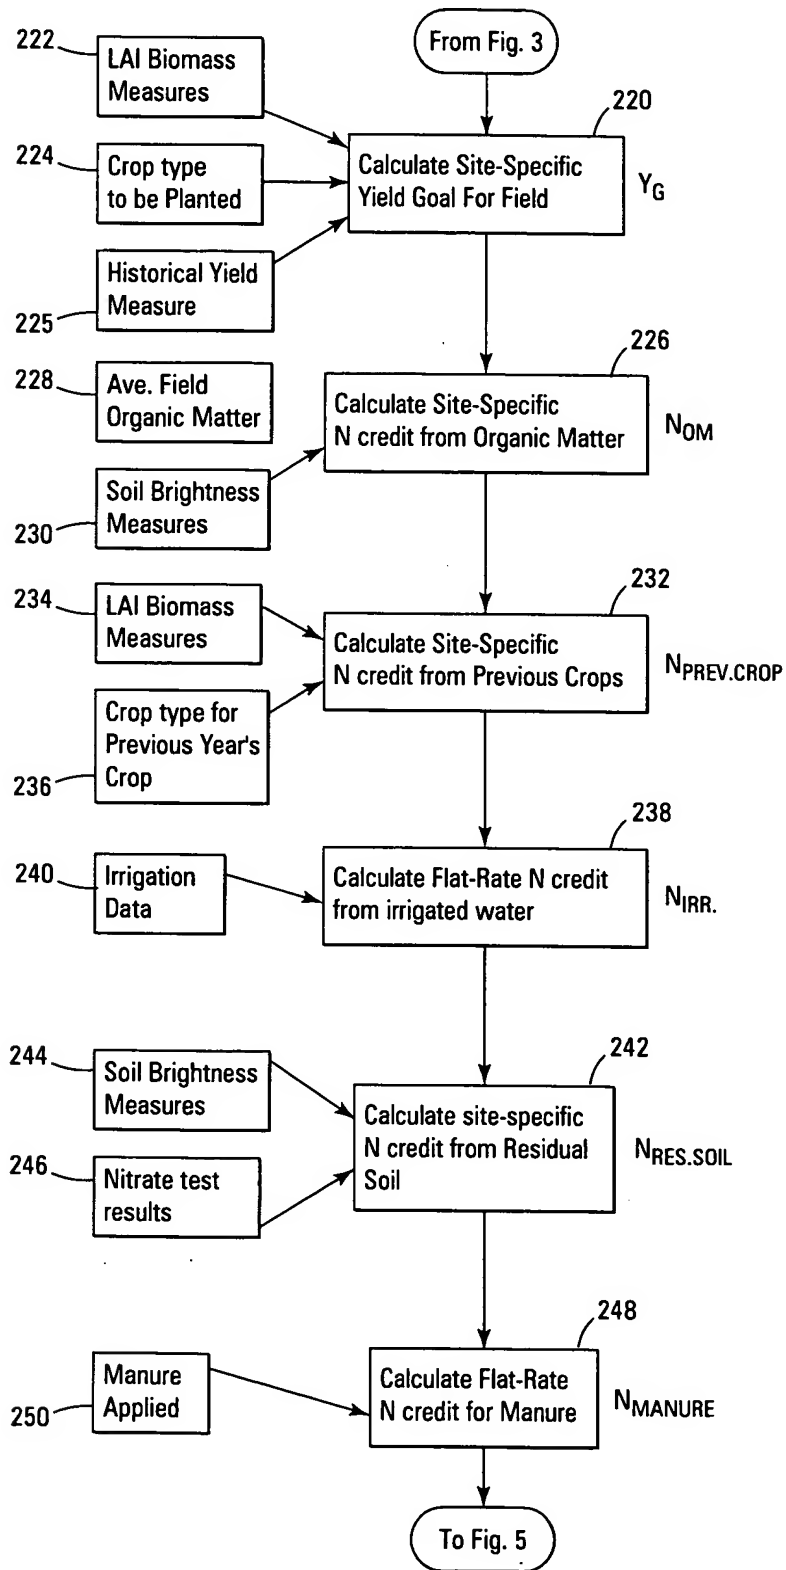 From Fig. 3
222
LAI Biomass
Measures
224
Crop type
to be Planted
Historical Yield
Measure
225
220
Calculate Site-Specific
Yield Goal For Field
YG
228
Ave. Field
Organic Matter
Soil Brightness
Measures
230
226
Calculate Site-Specific
N credit from Organic Matter
NOM
234
LAI Biomass
Measures
Crop type for
Previous Year's
Crop
236
232
Calculate Site-Specific
N credit from Previous Crops
NPREV.CROP
240
Irrigation
Data
238
Calculate Flat-Rate N credit
from irrigated water
NIRR.
244
Soil Brightness
Measures
246
Nitrate test
results
242
Calculate site-specific
N credit from Residual
Soil
NRES.SOIL
Manure
Applied
250
248
Calculate Flat-Rate
N credit for Manure
NMANURE
To Fig. 5